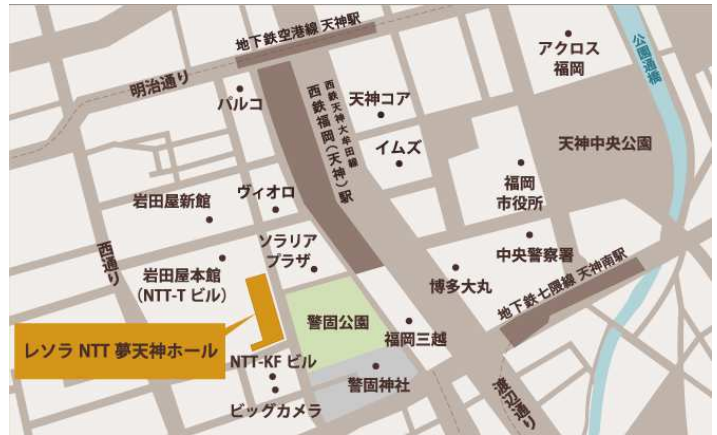 地下鉄空港線 天神駅
明治通り
パルコ
西鉄天神大牟田線
西鉄福岡(天神)駅
天神コア
イムズ
アクロス
福岡
公園通橋
天神中央公園
福岡
市役所
中央警察署
岩田屋新館
ヴィオロ
ソラリア
プラザ
西通り
岩田屋本館
(NTT-T ビル)
博多大丸
地下鉄七隈線 天神南駅
レソラ NTT 夢天神ホール
警固公園
福岡三越
NTT-KF ビル
警固神社
ビッグカメラ
渡辺通り